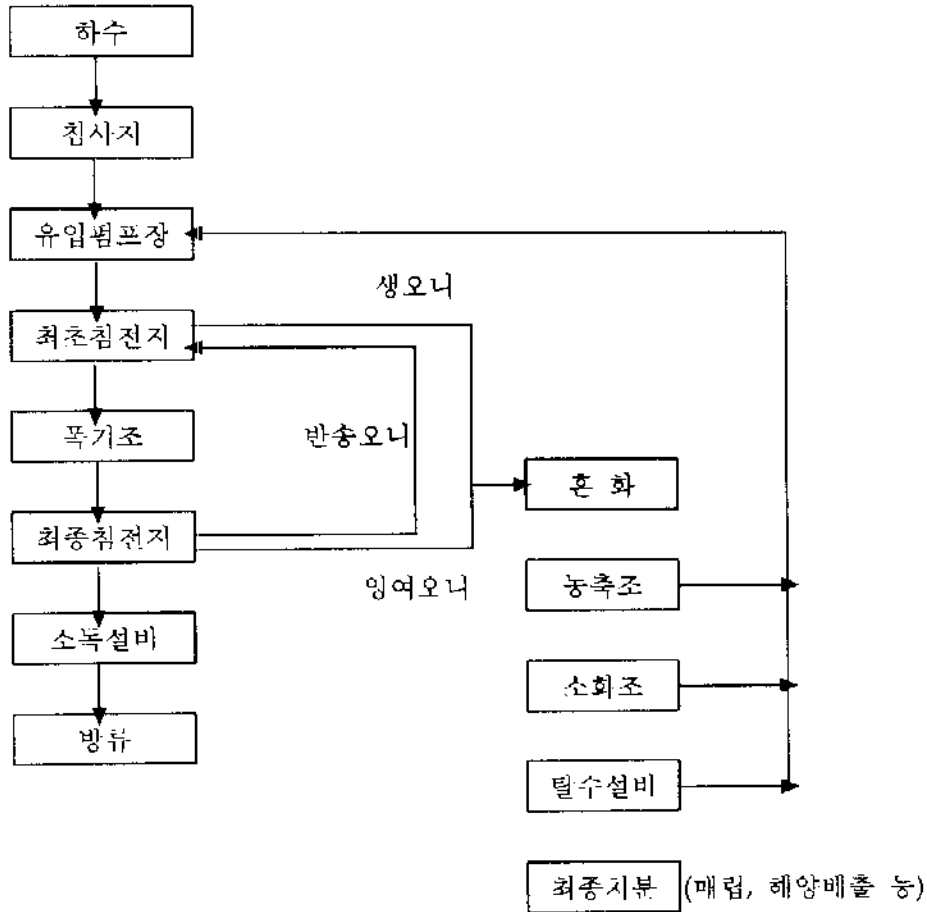 하수
침사지
유입펌프장
생오니
최초침전지
폭기조
반송오니
혼 화
최종침전지
잉여오니
농축조
소독설비
소화조
방류
탈수설비
최종처분 (매립, 해양배출 등)